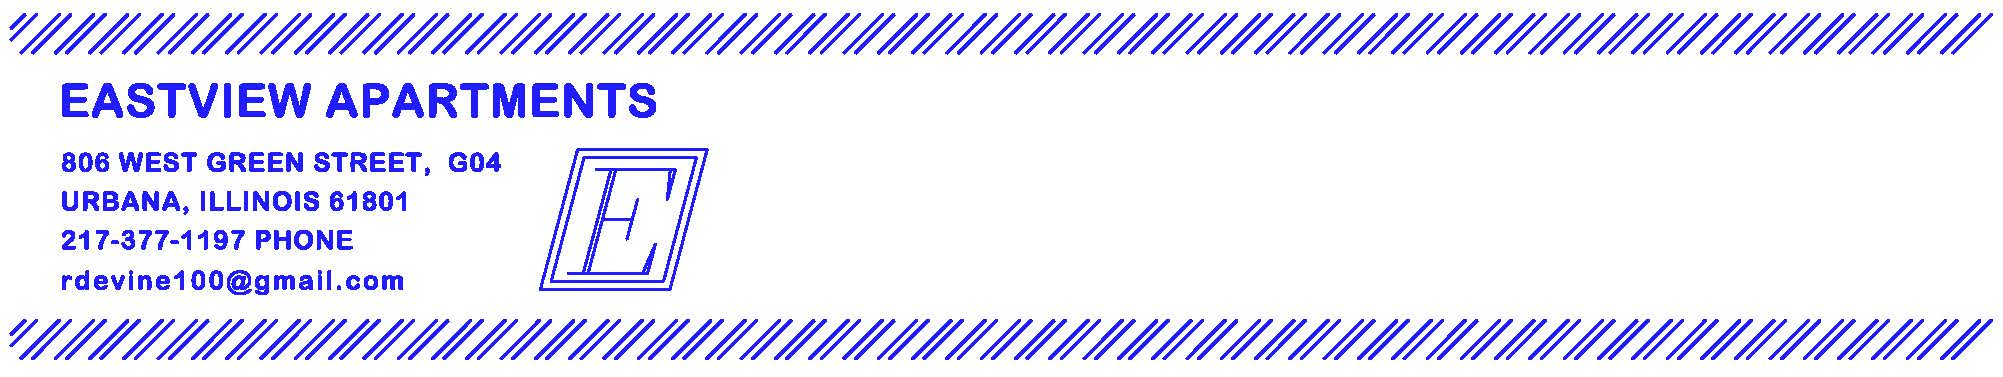 EASTVIEW APARTMENTS
806 WEST GREEN STREET, G04
URBANA, ILLINOIS 61801
217-377-1197 PHONE
rdevine100@gmail.com
E